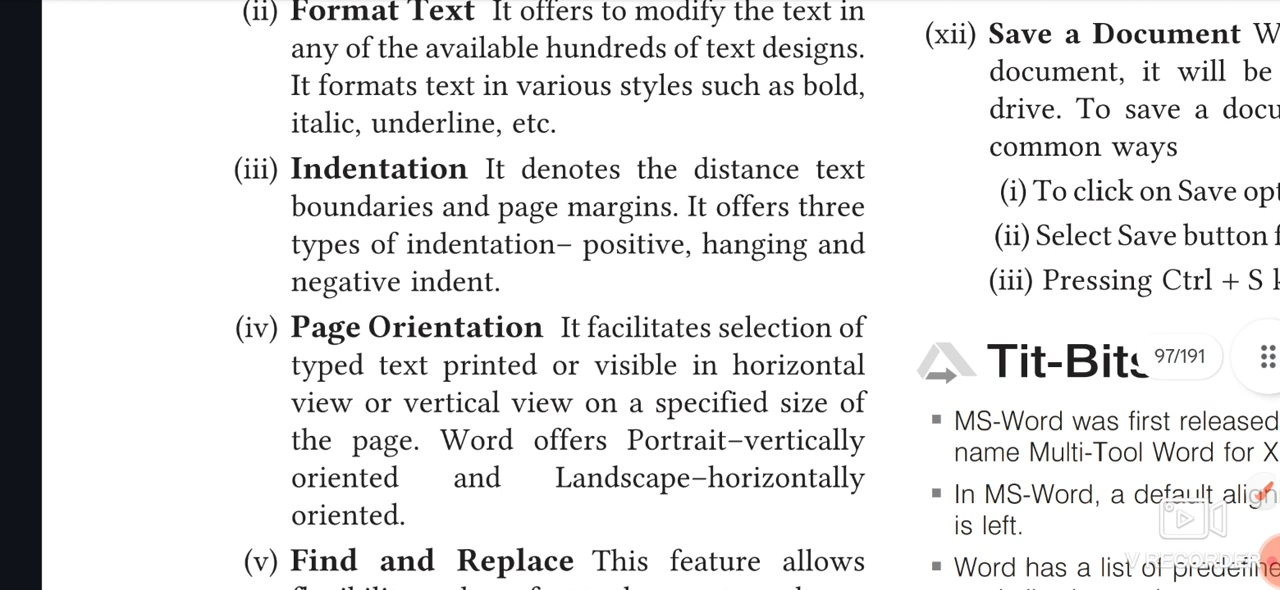 (ii) Format Text It offers to modify the text in
any of the available hundreds of text designs.
It formats text in various styles such as bold,
italic, underline, etc.
(iii) Indentation It denotes the distance text
boundaries and page margins. It offers three
types of indentation– positive, hanging and
negative indent.
(iv) Page Orientation It facilitates selection of
typed text printed or visible in horizontal
view or vertical view on a specified size of
the page. Word offers Portrait–vertically
oriented and Landscape–horizontally
oriented.
(v) Find and Replace This feature allows
(xii) Save a Document
document, it will be
drive. To save a
common ways
(i) To click on Save
(ii) Select Save button
(iii) Pressing Ctrl + S
Tit-Bits
97/191
MS-Word was first released
name Multi-Tool Word for
In MS-Word, a default
is left.
Word has a list of
V RECORDER